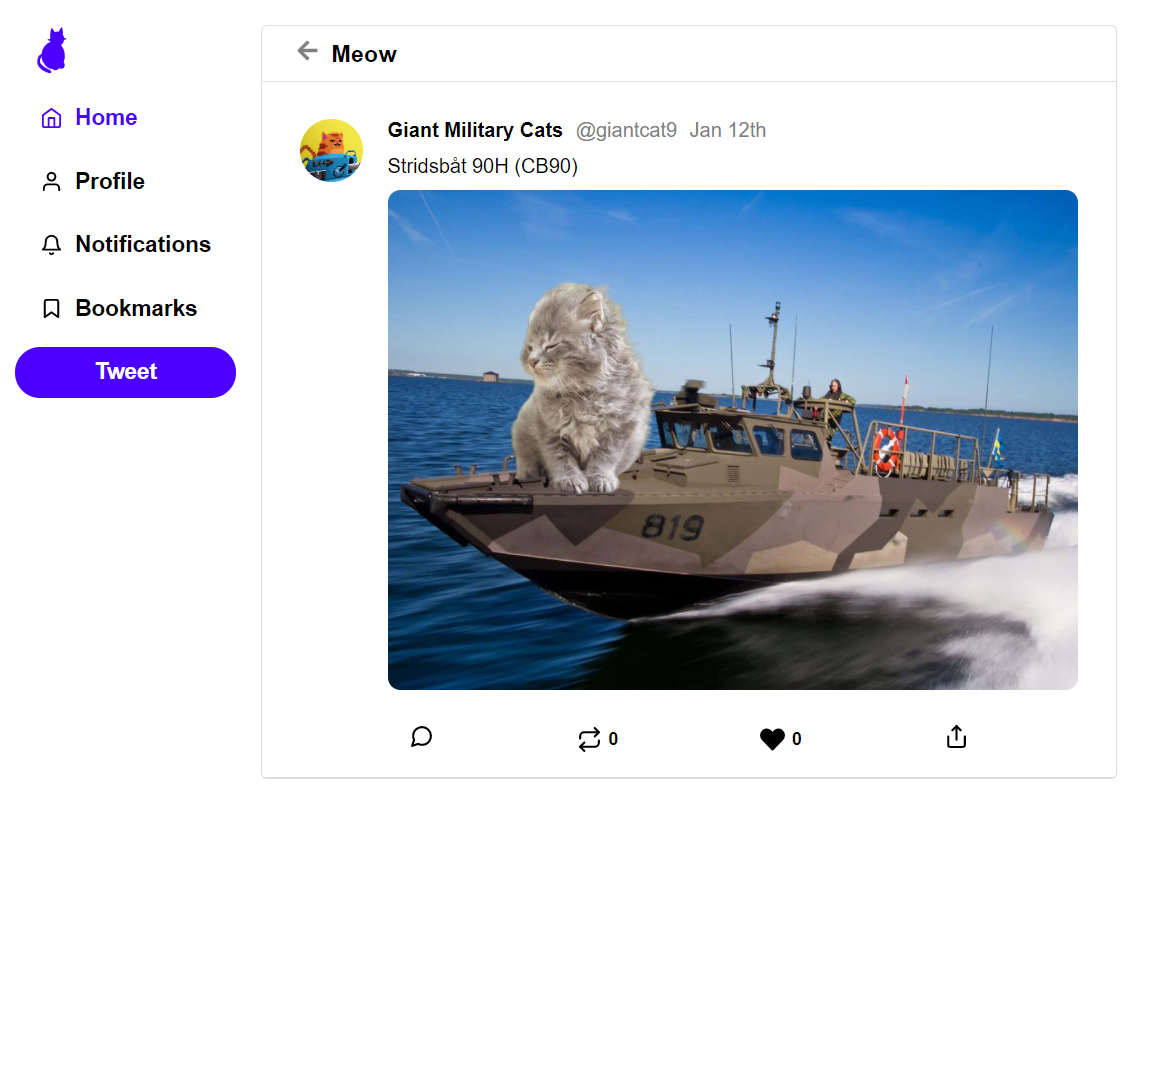 Meow
Home
Profile
Notifications
Bookmarks
Tweet
Giant Military Cats @giantcat9 Jan 12th
Stridsbåt 90H (CB90)
819
0
0